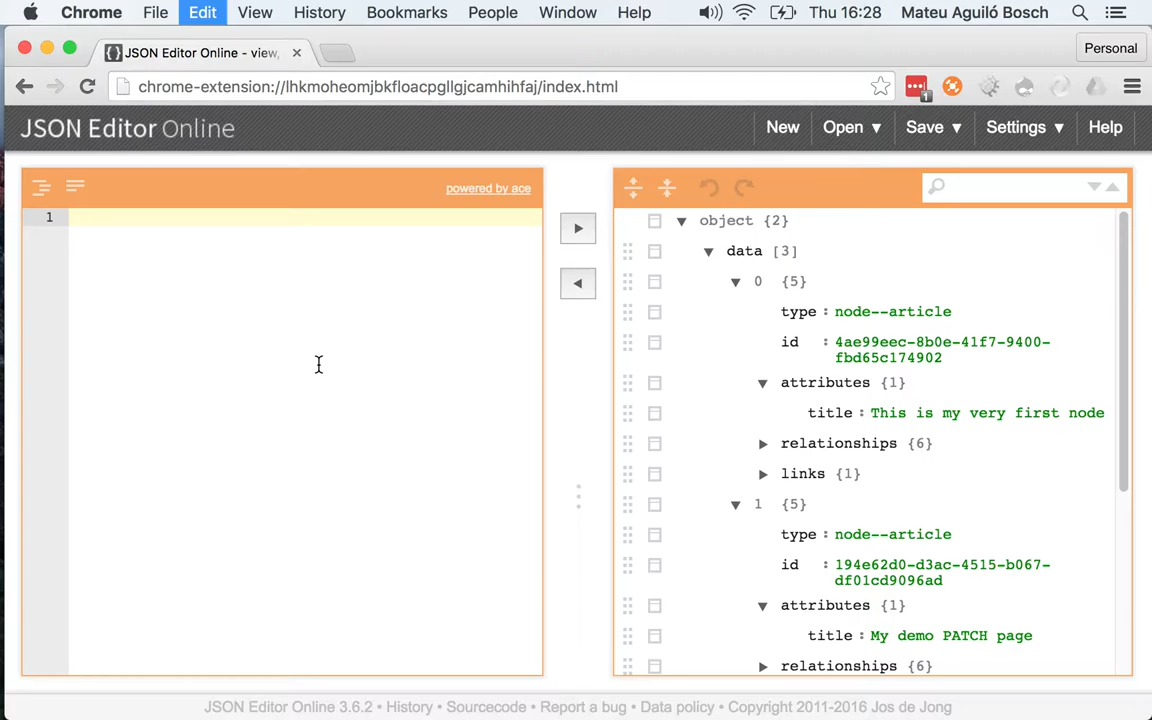 Chrome File Edit View History Bookmarks People Window Help Thu 16:28 Mateu Aguiló Bosch
JSON Editor Online - view,
Personal
chrome-extension://lhkmoheomjbkfloacpgllgjcamhihfaj/index.html
1
JSON Editor Online
New Open ▼ Save ▼ Settings ▼ Help
powered by ace
1
object {2}
data [3]
0 {5}
type : node--article
id : 4ae99eec-8b0e-41f7-9400-
fbd65c174902
attributes {1}
title : This is my very first node
relationships {6}
links {1}
1 {5}
type : node--article
id : 194e62d0-d3ac-4515-b067-
df01cd9096ad
attributes {1}
title : My demo PATCH page
relationships {6}
JSON Editor Online 3.6.2 • History • Sourcecode • Report a bug • Data policy • Copyright 2011-2016 Jos de Jong